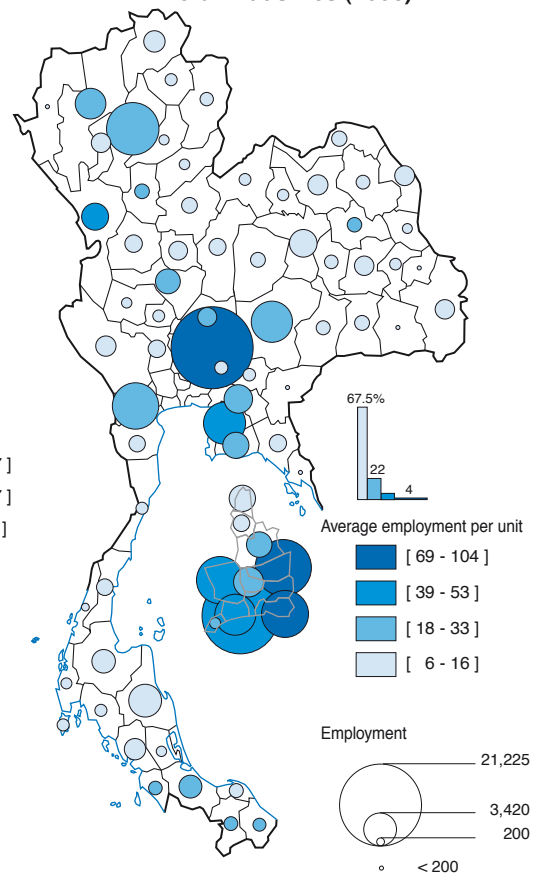 67.5%
22
4
Average employment per unit
[ 69 - 104 ]
[ 39 - 53 ]
[ 18 - 33 ]
[ 6 - 16 ]
Employment
21,225
3,420
200
< 200